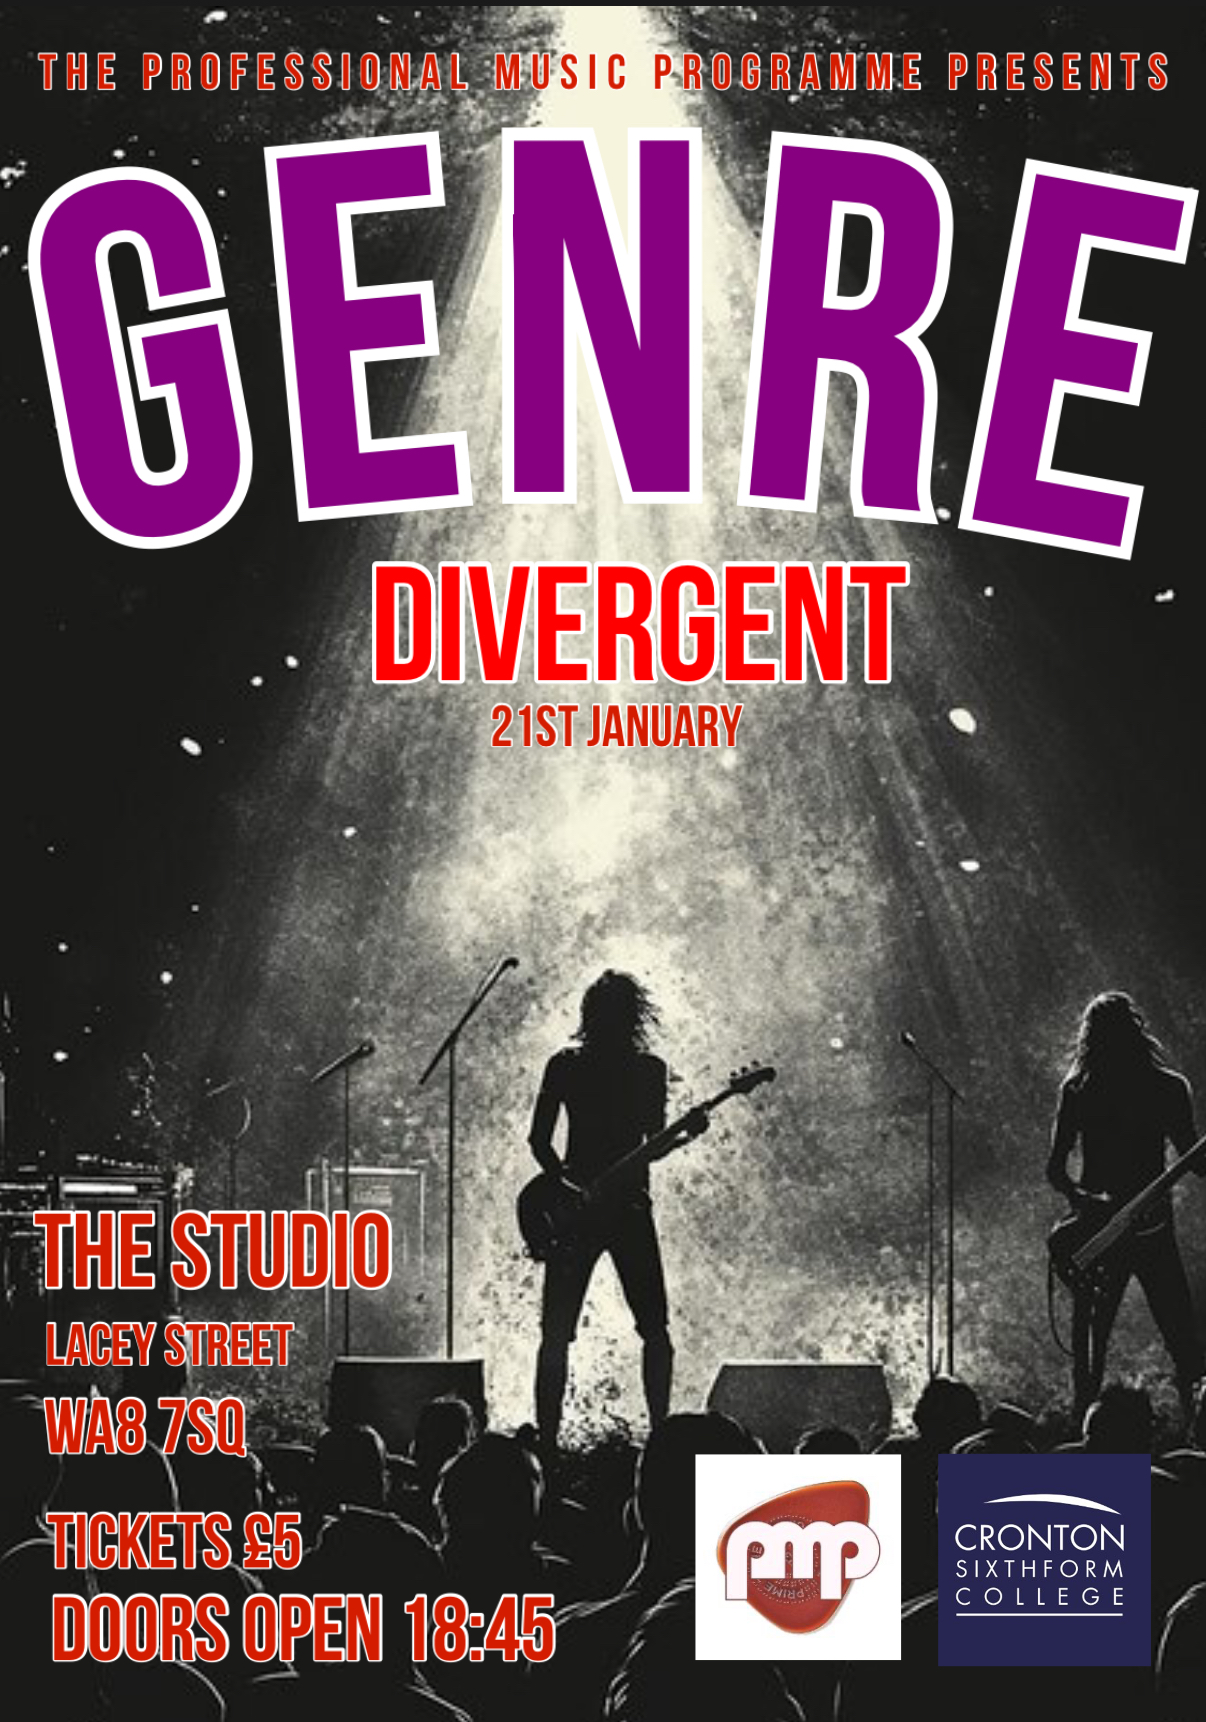 THE PROFESSIONAL MUSIC PROGRAMME PRESENTS
GENRE
DIVERGENT
21ST JANUARY
THE STUDIO
LACEY STREET
WA8 7SQ
TICKETS £5
DOORS OPEN 18:45
pmp
CRONTON
SIXTHFORM
COLLEGE